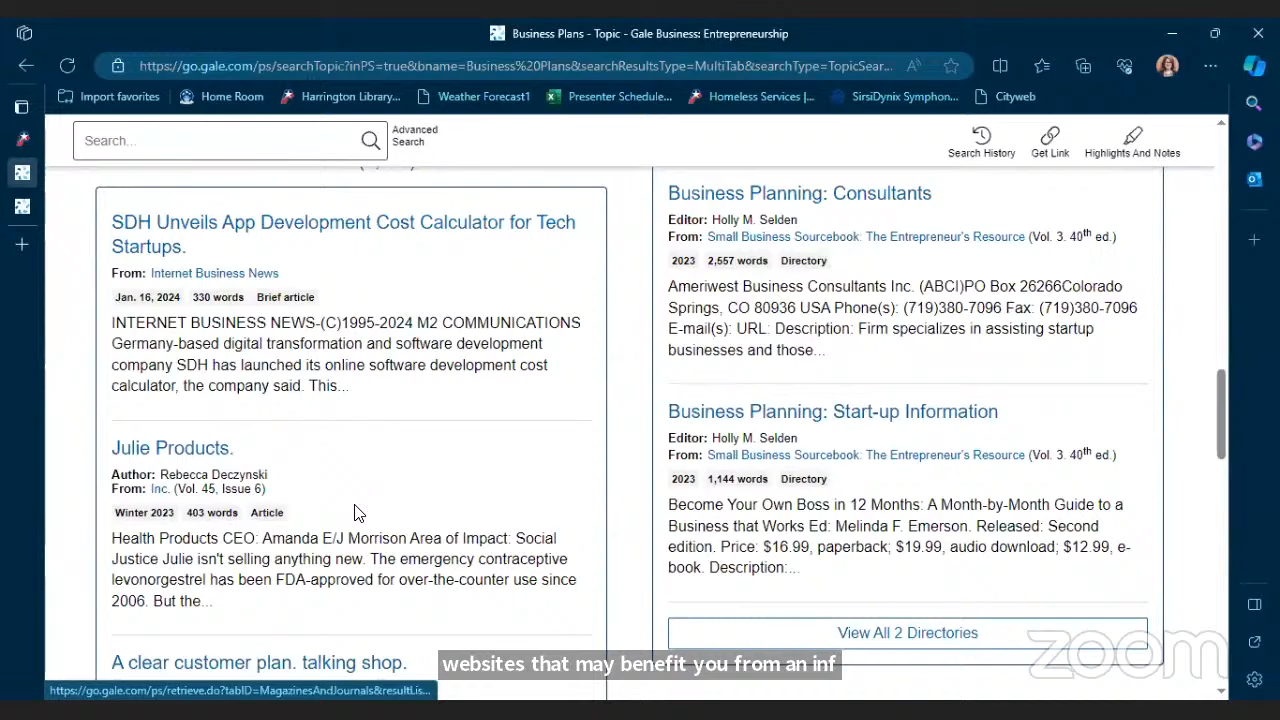 Business Plans - Topic - Gale Business: Entrepreneurship
https://go.gale.com/ps/searchTopic?inPS=true&bname=Business%20Plans&searchResultsType=MultiTab&searchType=TopicSear...
Import favorites
Home Room
Harrington Library...
Weather Forecast1
Presenter Schedule...
Homeless Services |...
SirsiDynix Symphon...
Cityweb
Search...
Advanced
Search
Search History
Get Link
Highlights And Notes
SDH Unveils App Development Cost Calculator for Tech
Startups.
From: Internet Business News
Jan. 16, 2024 330 words Brief article
INTERNET BUSINESS NEWS-(C)1995-2024 M2 COMMUNICATIONS
Germany-based digital transformation and software development
company SDH has launched its online software development cost
calculator, the company said. This...
Julie Products.
Author: Rebecca Deczynski
From: Inc. (Vol. 45, Issue 6)
Winter 2023 403 words Article
Health Products CEO: Amanda E/J Morrison Area of Impact: Social
Justice Julie isn't selling anything new. The emergency contraceptive
levonorgestrel has been FDA-approved for over-the-counter use since
2006. But the...
A clear customer plan. talking shop.
Business Planning: Consultants
Editor: Holly M. Selden
From: Small Business Sourcebook: The Entrepreneur's Resource (Vol. 3. 40th ed.)
2023 2,557 words Directory
Ameriwest Business Consultants Inc. (ABCI)PO Box 26266Colorado
Springs, CO 80936 USA Phone(s): (719)380-7096 Fax: (719)380-7096
E-mail(s): URL: Description: Firm specializes in assisting startup
businesses and those...
Business Planning: Start-up Information
Editor: Holly M. Selden
From: Small Business Sourcebook: The Entrepreneur's Resource (Vol. 3. 40th ed.)
2023 1,144 words Directory
Become Your Own Boss in 12 Months: A Month-by-Month Guide to a
Business that Works Ed: Melinda F. Emerson. Released: Second
edition. Price: $16.99, paperback; $19.99, audio download; $12.99, e-
book. Description:...
View All 2 Directories
websites that may benefit you from an inf
zoom
https://go.gale.com/ps/retrieve.do?tabID=MagazinesAndJournals&resultLis...